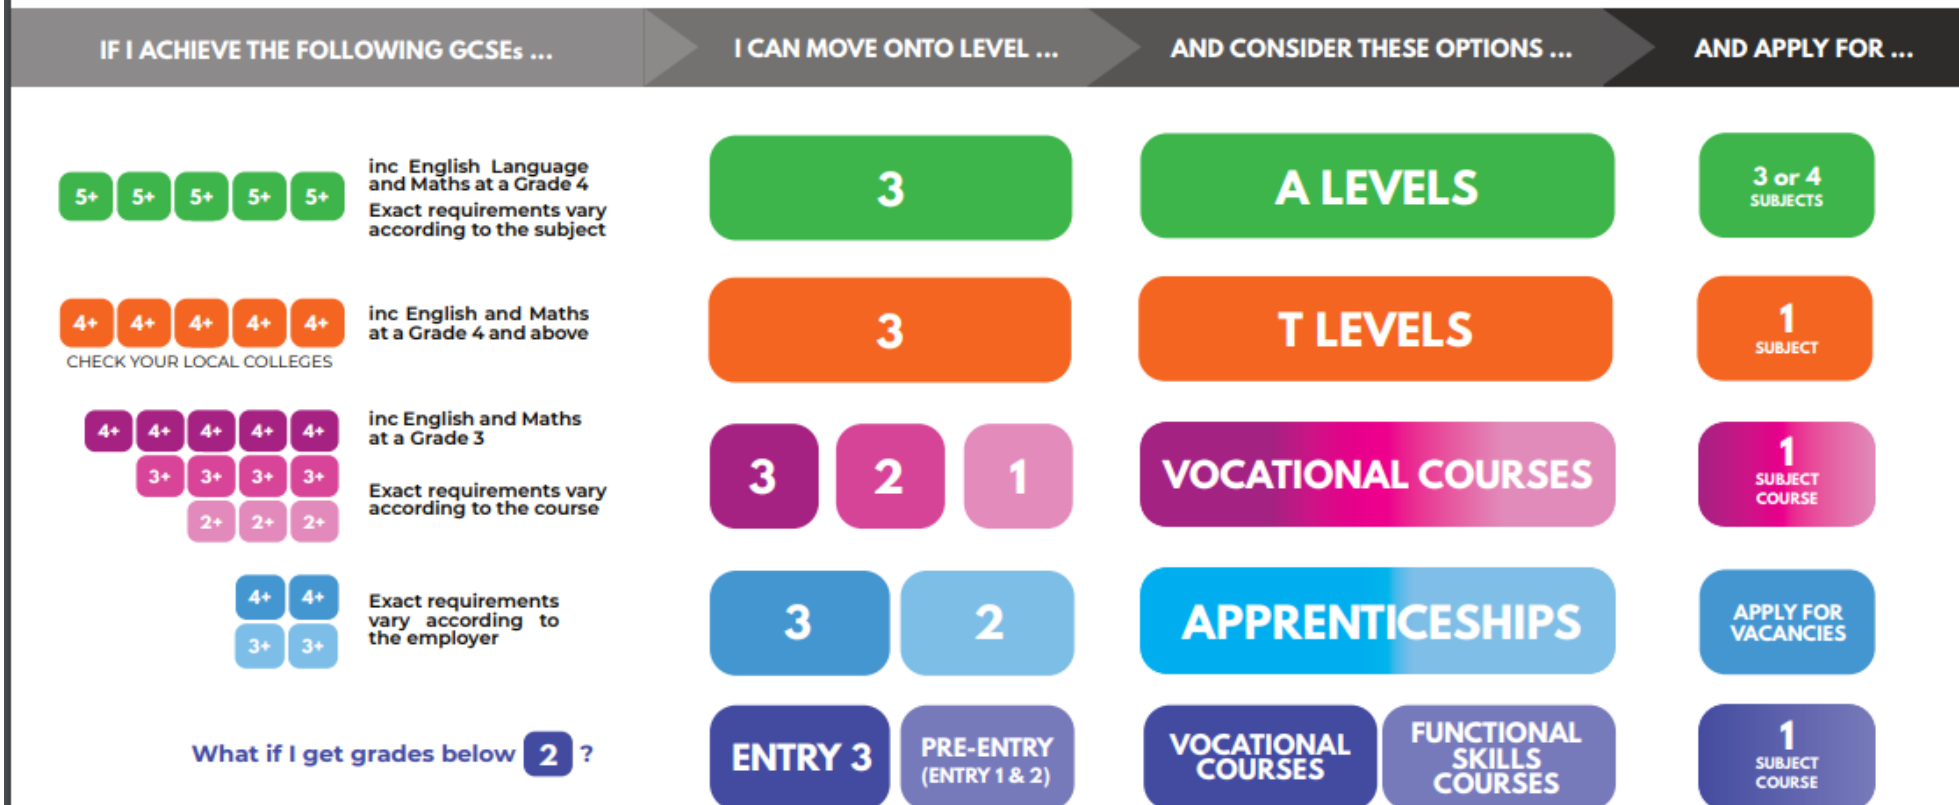 IF I ACHIEVE THE FOLLOWING GCSEs ...
I CAN MOVE ONTO LEVEL ...
AND CONSIDER THESE OPTIONS ...
AND APPLY FOR ...
5+ 5+ 5+ 5+ 5+
inc English Language
and Maths at a Grade 4
Exact requirements vary
according to the subject
3
A LEVELS
3 or 4
SUBJECTS
4+ 4+ 4+ 4+ 4+
CHECK YOUR LOCAL COLLEGES
inc English and Maths
at a Grade 4 and above
3
T LEVELS
1
SUBJECT
4+ 4+ 4+ 4+ 4+
3+ 3+ 3+ 3+
2+ 2+ 2+
inc English and Maths
at a Grade 3
Exact requirements vary
according to the course
3
2
1
VOCATIONAL COURSES
1
SUBJECT
COURSE
4+ 4+
3+ 3+
Exact requirements
vary according to
the employer
3
2
APPRENTICESHIPS
APPLY FOR
VACANCIES
What if I get grades below 2 ?
ENTRY 3
PRE-ENTRY
(ENTRY 1 & 2)
VOCATIONAL
COURSES
FUNCTIONAL
SKILLS
COURSES
1
SUBJECT
COURSE